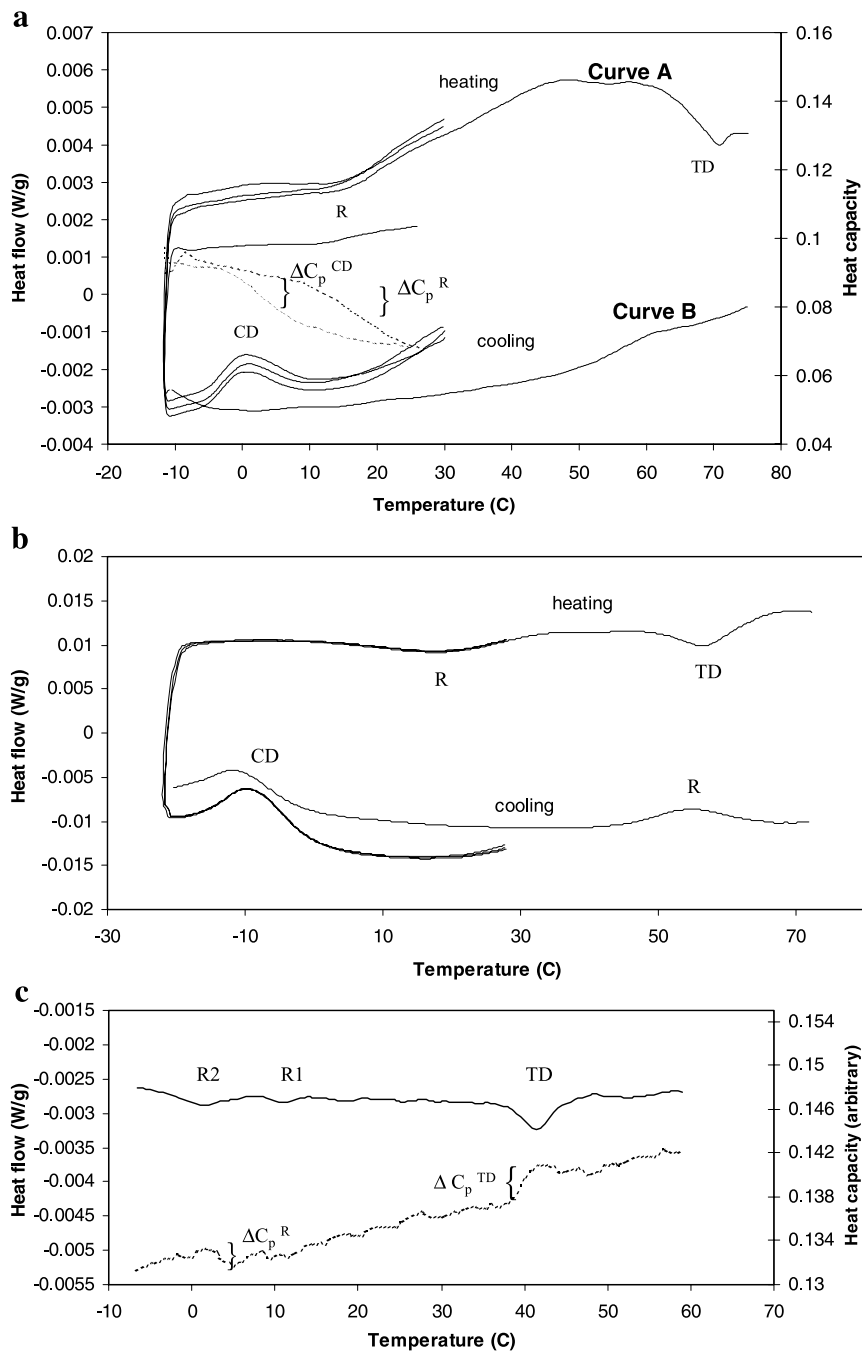 a
0.007
0.006
0.005
0.004
0.003
0.002
0.001
0
-0.001
-0.002
-0.003
-0.004
Heat flow (W/g)
0.16
0.14
0.12
0.1
0.08
0.06
0.04
Heat capacity
heating
Curve A
TD
R
ΔCp CD
ΔCp R
Curve B
CD
cooling
-20 -10 0 10 20 30 40 50 60 70 80
Temperature (C)
b
0.02
0.015
0.01
0.005
0
-0.005
-0.01
-0.015
-0.02
Heat flow (W/g)
heating
R
TD
CD
cooling
R
-30 -10 10 30 50 70
Temperature (C)
c
-0.0015
-0.002
-0.0025
-0.003
-0.0035
-0.004
-0.0045
-0.005
-0.0055
Heat flow (W/g)
0.154
0.15
0.146
0.142
0.138
0.134
0.13
Heat capacity (arbitrary)
R2 R1 TD
Δ Cp TD
ΔCp R
-10 0 10 20 30 40 50 60 70
Temperature (C)